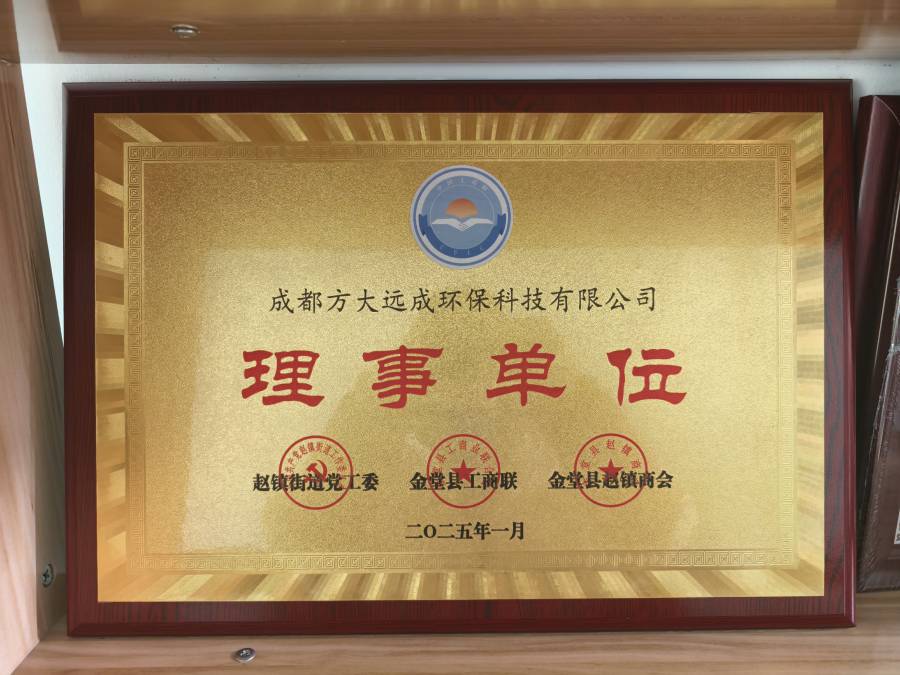 成都方大远成环保科技有限公司
理事单位
赵镇街道党工委 金堂县工商联 金堂县赵镇商会
二〇二五年一月